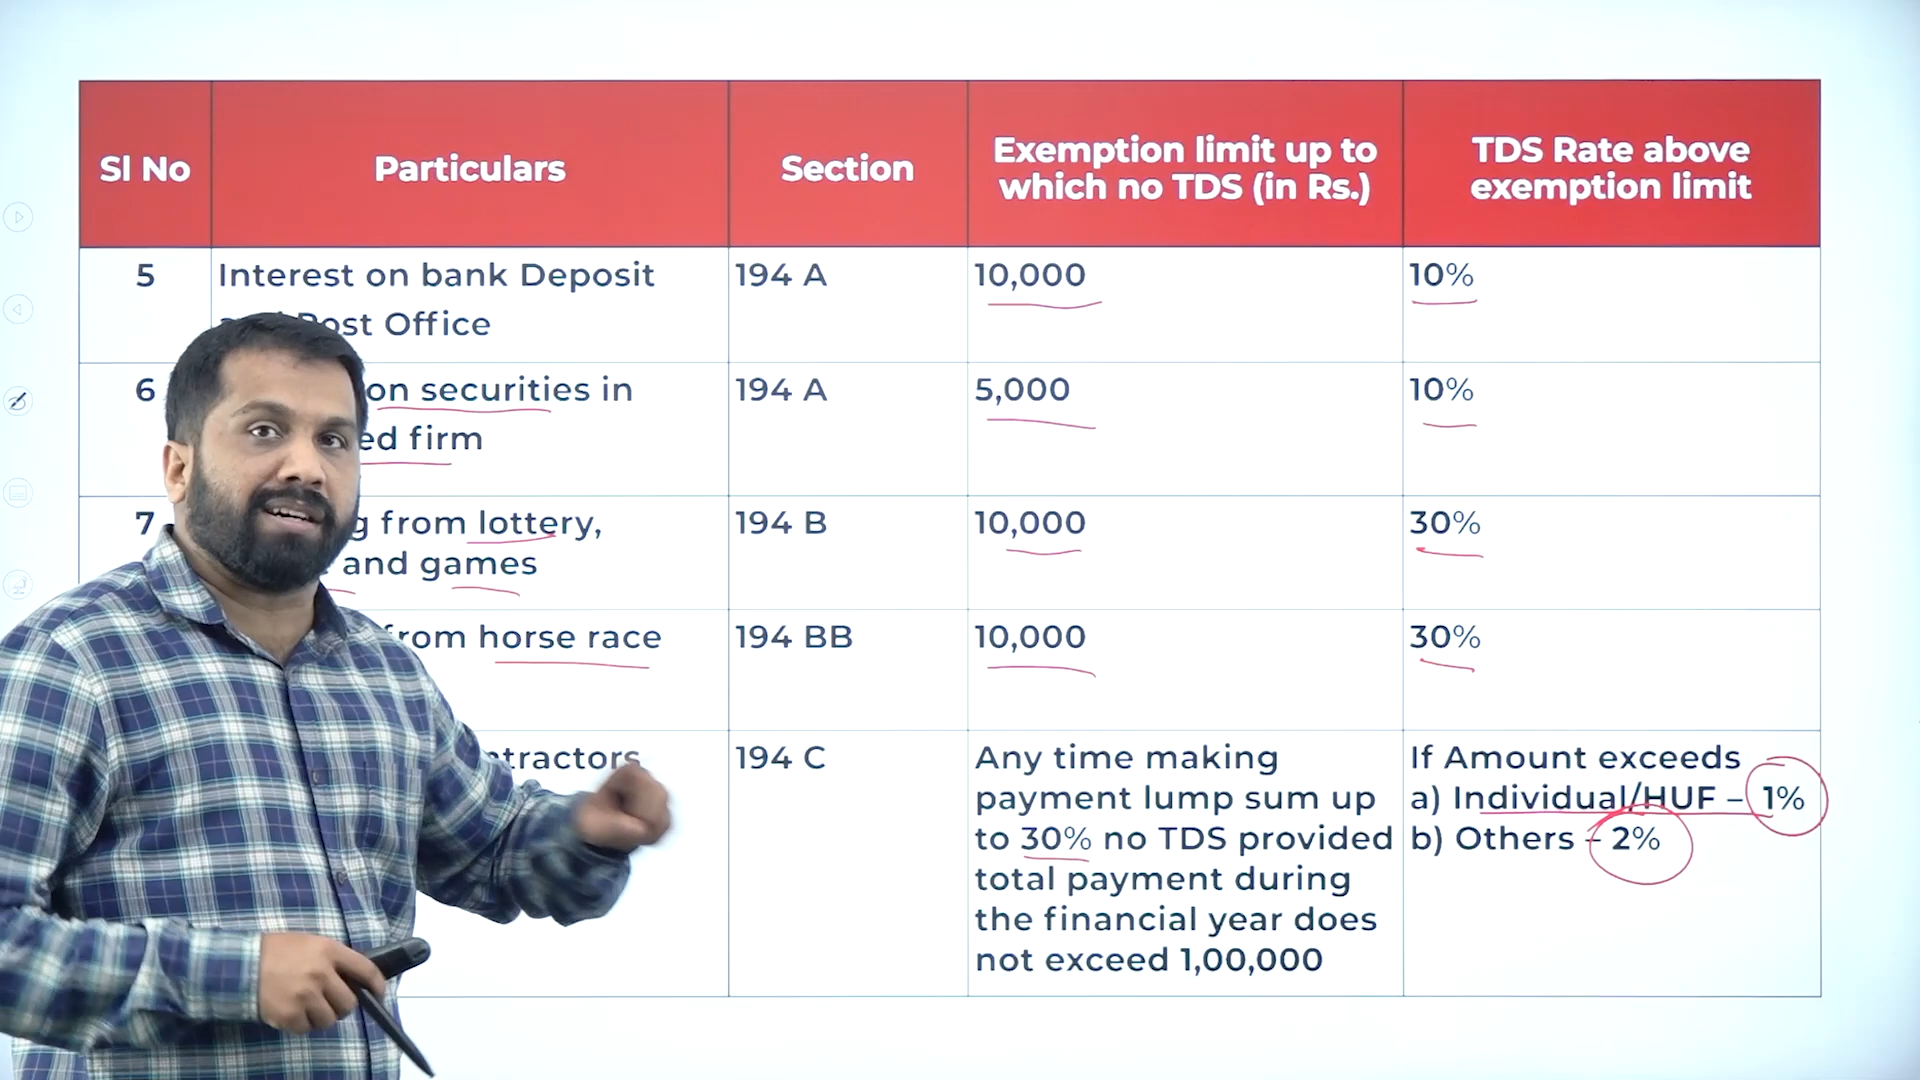 Sl No
Particulars
Section
Exemption limit up to
which no TDS (in Rs.)
TDS Rate above
exemption limit
5
Interest on bank Deposit
Post Office
194 A
10,000
10%
6
on securities in
firm
194 A
5,000
10%
7
from lottery,
and games
194 B
10,000
30%
from horse race
194 BB
10,000
30%
194 C
Any time making
payment lump sum up
to 30% no TDS provided
total payment during
the financial year does
not exceed 1,00,000
If Amount exceeds
a) Individual/HUF – 1%
b) Others – 2%